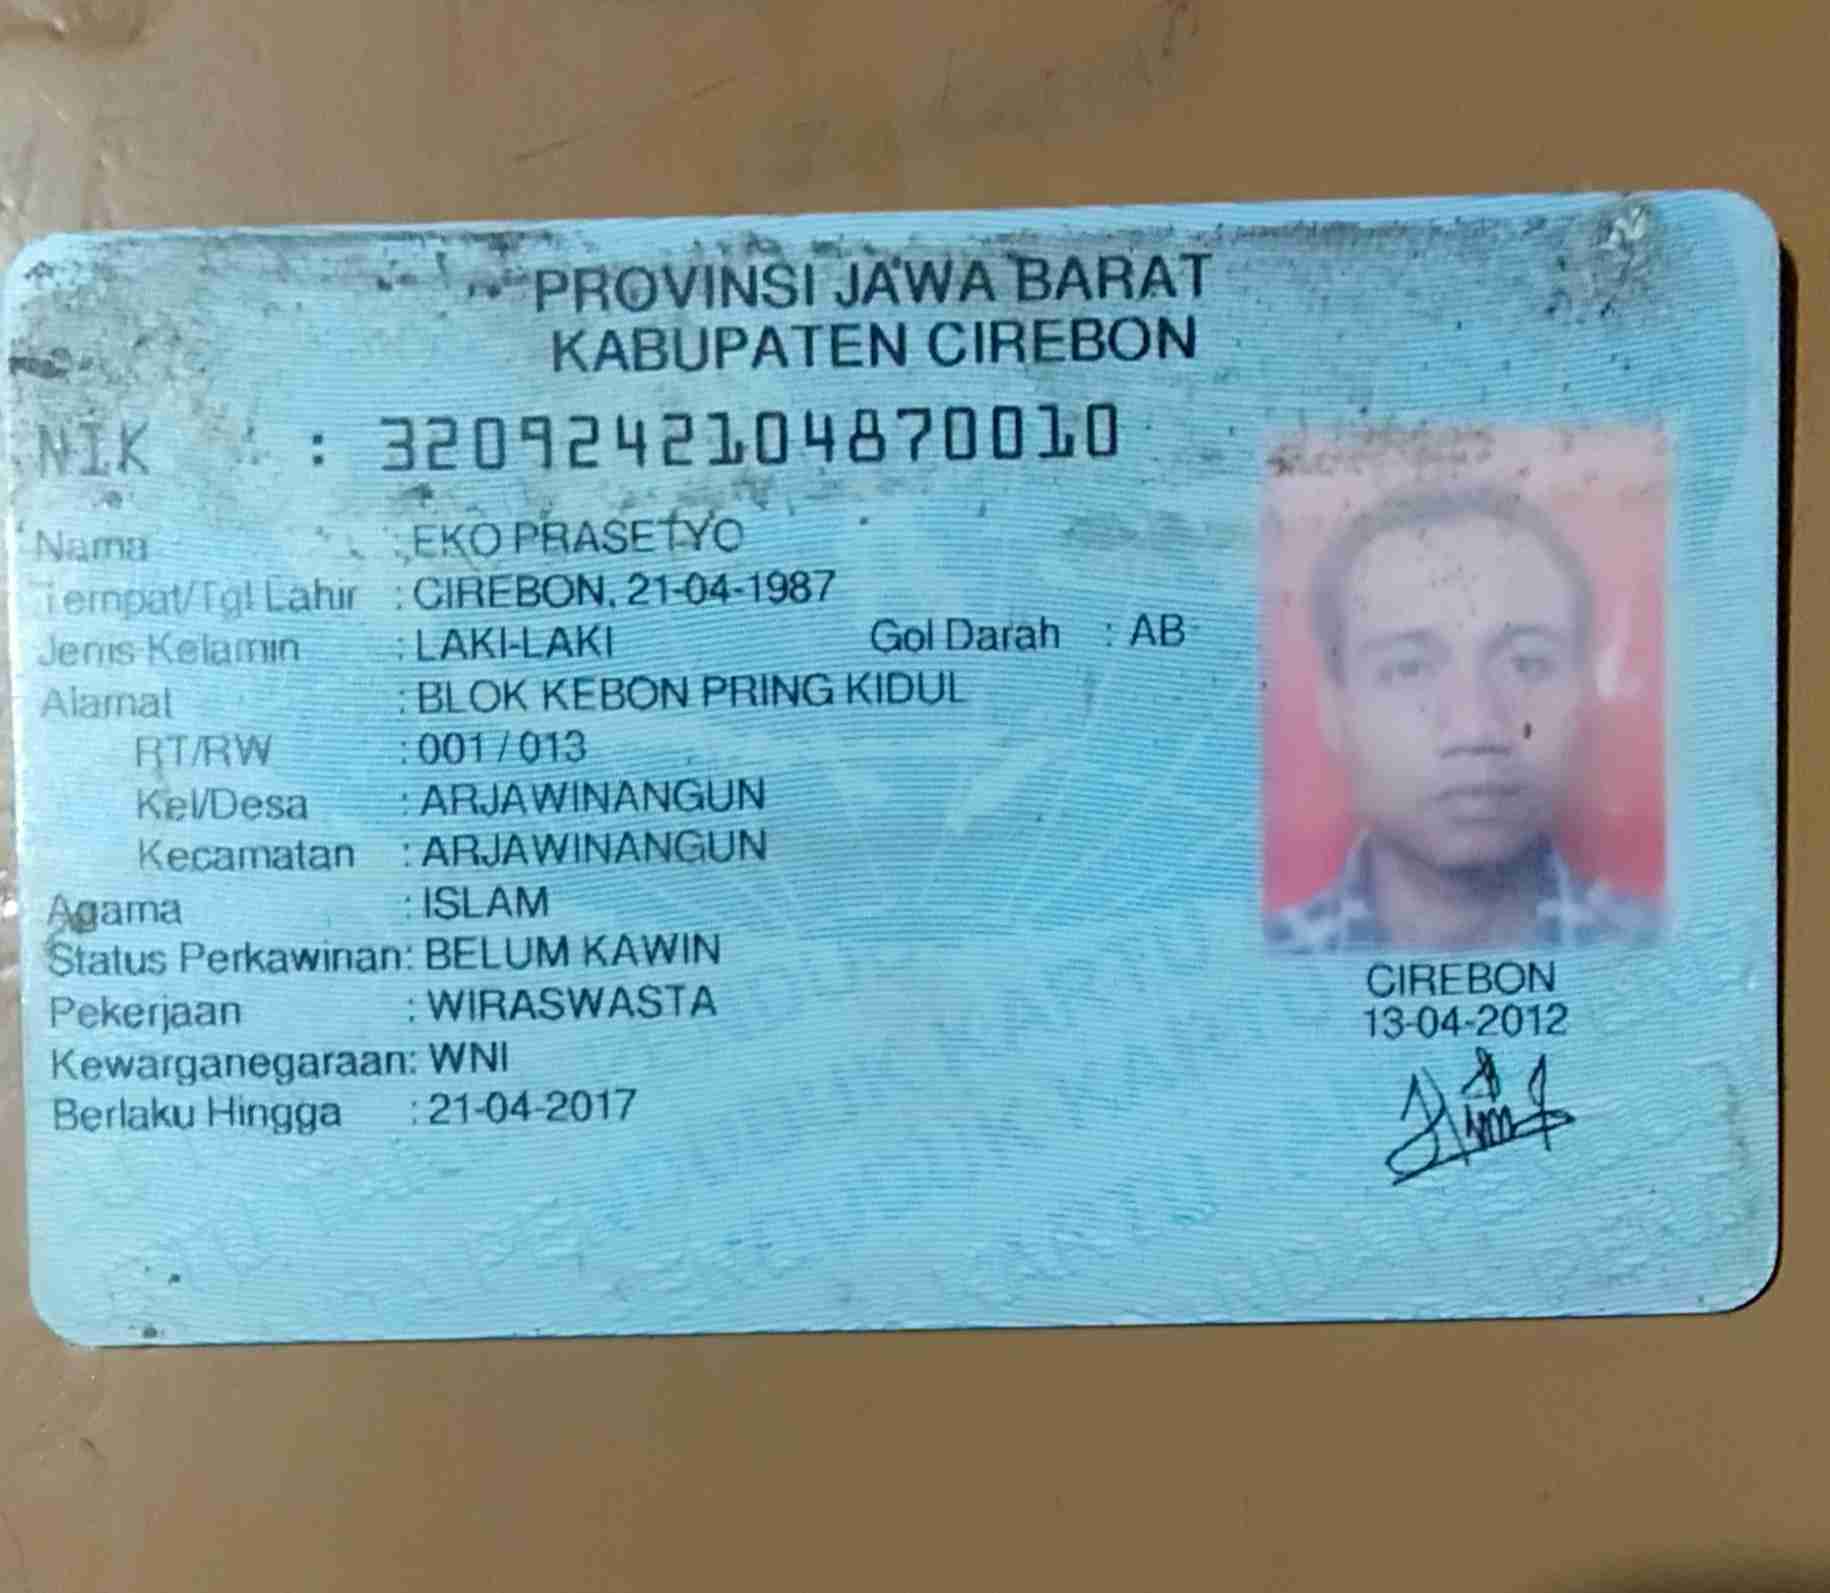 PROVINSI JAWA BARAT
KABUPATEN CIREBON
NIK : 3209242104870010
Nama : EKO PRASETYO
Tempat/Tgl Lahir : CIREBON, 21-04-1987
Jenis Kelamin : LAKI-LAKI Gol Darah : AB
Alamat : BLOK KEBON PRING KIDUL
RT/RW : 001 / 013
Kel/Desa : ARJAWINANGUN
Kecamatan : ARJAWINANGUN
Agama : ISLAM
Status Perkawinan: BELUM KAWIN
Pekerjaan : WIRASWASTA
Kewarganegaraan: WNI
Berlaku Hingga : 21-04-2017
CIREBON
13-04-2012